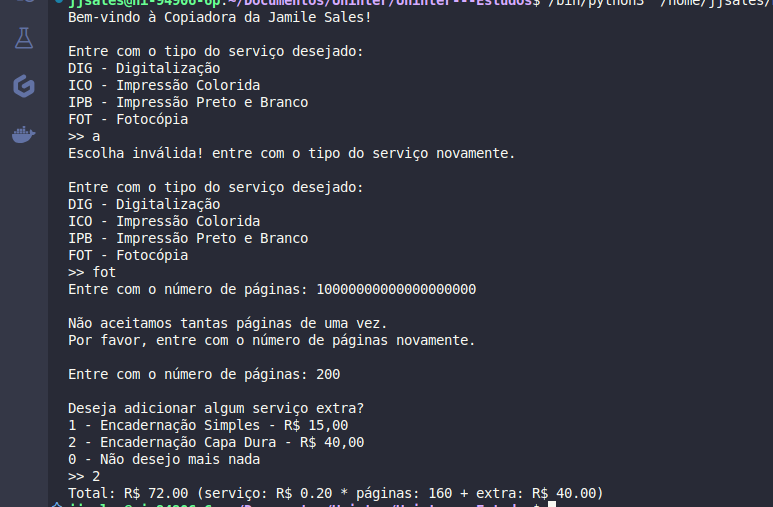 Bem-vindo à Copiadora da Jamile Sales!
Entre com o tipo do serviço desejado:
DIG - Digitalização
ICO - Impressão Colorida
IPB - Impressão Preto e Branco
FOT - Fotocópia
>> a
Escolha inválida! entre com o tipo do serviço novamente.
Entre com o tipo do serviço desejado:
DIG - Digitalização
ICO - Impressão Colorida
IPB - Impressão Preto e Branco
FOT - Fotocópia
>> fot
Entre com o número de páginas: 10000000000000000000
Não aceitamos tantas páginas de uma vez.
Por favor, entre com o número de páginas novamente.
Entre com o número de páginas: 200
Deseja adicionar algum serviço extra?
1 - Encadernação Simples - R$ 15,00
2 - Encadernação Capa Dura - R$ 40,00
0 - Não desejo mais nada
>> 2
Total: R$ 72.00 (serviço: R$ 0.20 * páginas: 160 + extra: R$ 40.00)